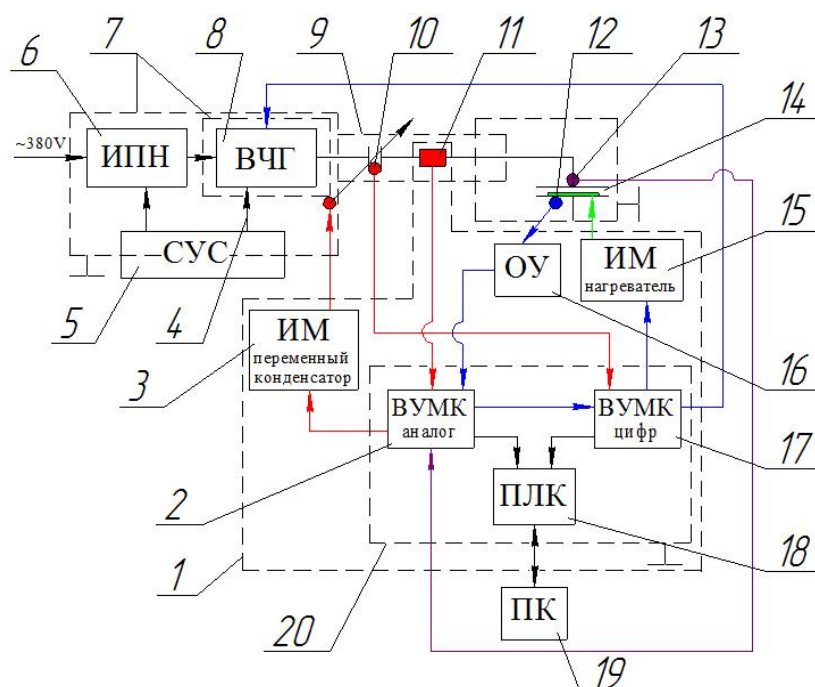 6 7 8 9 10 11 12 13
14
~380V
ИПН
ВЧГ
15
СУС
ОУ
ИМ
нагреватель
5 4
ИМ
переменный
конденсатор
3
16
ВУМК
аналог
ВУМК
цифр
17
2
ПЛК
18
1
20
ПК
19